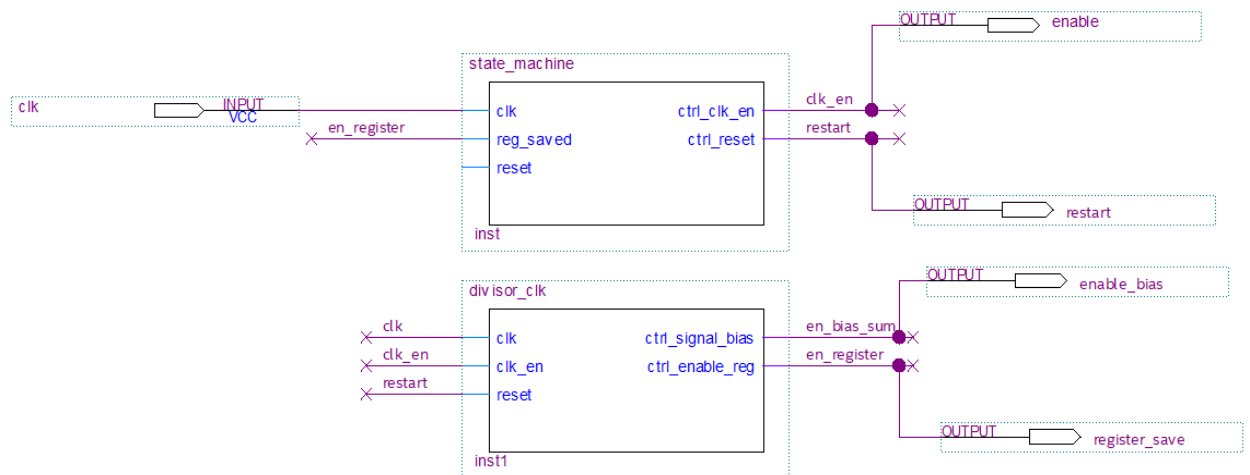 OUTPUT
enable
state_machine
clk
INPUT
VCC
clk
ctrl_clk_en
clk_en
en_register
reg_saved
ctrl_reset
restart
reset
OUTPUT
restart
inst
OUTPUT
enable_bias
divisor_clk
clk
clk
ctrl_signal_bias
en_bias_sum
clk_en
clk_en
ctrl_enable_reg
en_register
restart
reset
OUTPUT
register_save
inst1